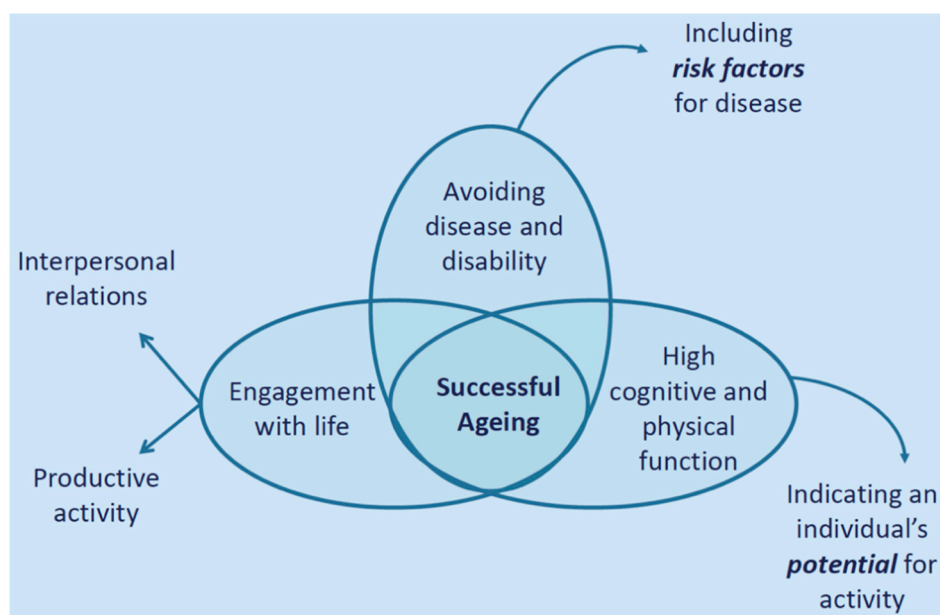 Including
risk factors
for disease
Avoiding
disease and
disability
Interpersonal
relations
Engagement
with life
Successful
Ageing
High
cognitive and
physical
function
Productive
activity
Indicating an
individual’s
potential for
activity